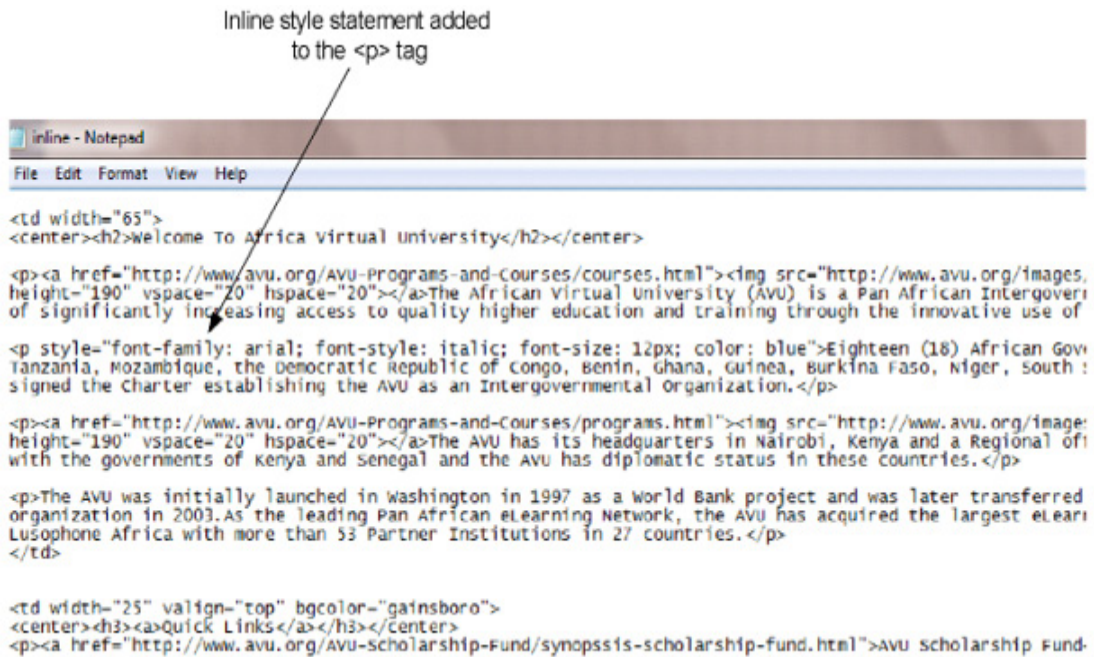 Inline style statement added
to the <p> tag
inline - Notepad
File Edit Format View Help
<td width="65">
<center><h2>Welcome To Africa Virtual University</h2></center>
<p><a href="http://www.avu.org/AVU-Programs-and-Courses/courses.html"><img src="http://www.avu.org/images/
height="190" vspace="20" hspace="20"></a>The African Virtual University (AVU) is a Pan African
of significantly increasing access to quality higher education and training through the innovative use of
<p style="font-family: arial; font-style: italic; font-size: 12px; color: blue">Eighteen (18) African
Tanzania, Mozambique, the Democratic Republic of Congo, Benin, Ghana, Guinea, Burkina Faso, Niger, South
signed the Charter establishing the AVU as an Intergovernmental Organization.</p>
<p><a href="http://www.avu.org/AVU-Programs-and-Courses/programs.html"><img src="http://www.avu.org/images
height="190" vspace="20" hspace="20"></a>The AVU has its headquarters in Nairobi, Kenya and a Regional
with the governments of Kenya and Senegal and the AVU has diplomatic status in these countries.</p>
<p>The AVU was initially launched in Washington in 1997 as a World Bank project and was later transferred
organization in 2003.As the leading Pan African eLearning Network, the AVU has acquired the largest
Lusophone Africa with more than 53 Partner Institutions in 27 countries.</p>
</td>
<td width="25" valign="top" bgcolor="gainsboro">
<center><h3><a>Quick Links</a></h3></center>
<p><a href="http://www.avu.org/AVU-Scholarship-Fund/synopssis-scholarship-fund.html">AVU Scholarship Fund-